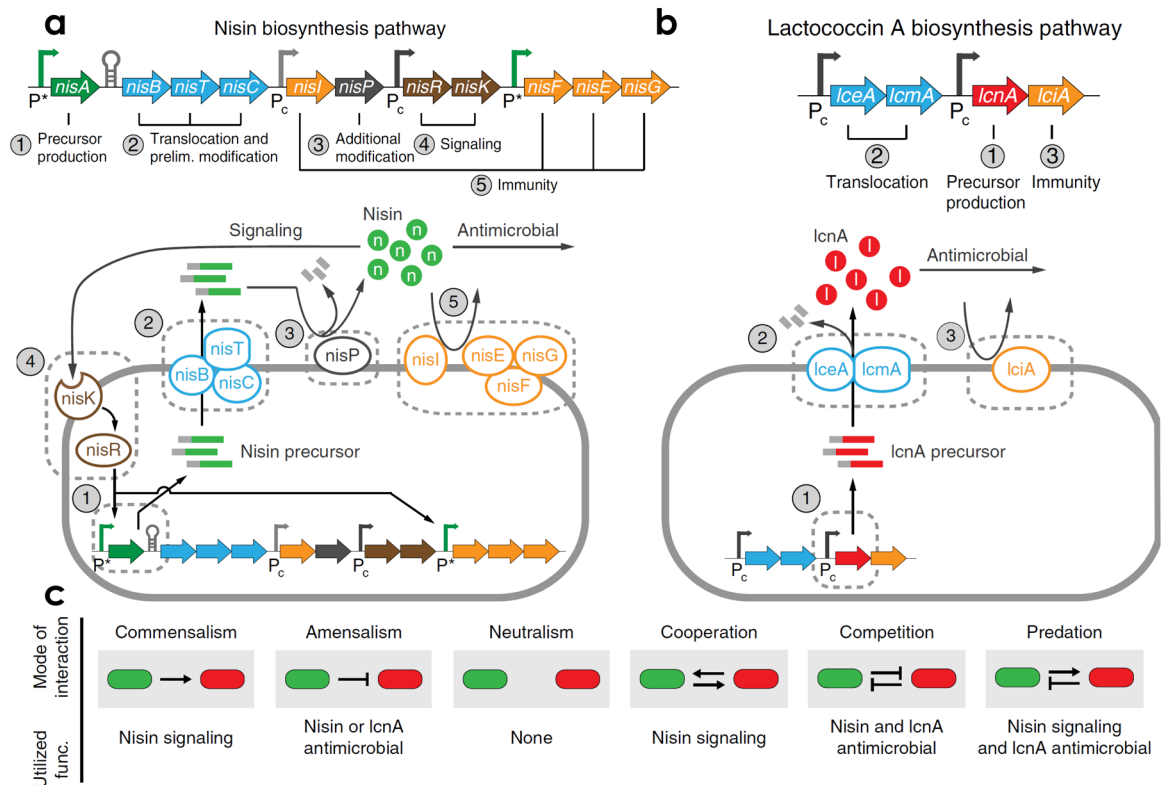 a
Nisin biosynthesis pathway
nisA
nisB
nisT
nisC
nisI
nisP
nisR
nisK
nisF
nisE
nisG
P*
Pc
Pc
P*
1 Precursor
production
2 Translocation and
prelim. modification
3 Additional
modification
4 Signaling
5 Immunity
Signaling
Nisin
n
n
n
n
n
n
Antimicrobial
2
3
5
4
nisT
nisB
nisC
nisP
nisI
nisE
nisG
nisF
nisK
nisR
Nisin precursor
1
P*
Pc
Pc
P*
b
Lactococcin A biosynthesis pathway
lceA
lcmA
lcnA
lciA
Pc
Pc
2
Translocation
1
Precursor
production
3
Immunity
lcnA
l
l
l
l
l
l
l
Antimicrobial
2
3
lceA
lcmA
lciA
lcnA precursor
1
Pc
Pc
c
Mode of
interaction
Commensalism
Amensalism
Neutralism
Cooperation
Competition
Predation
Utilized
func.
Nisin signaling
Nisin or lcnA
antimicrobial
None
Nisin signaling
Nisin and lcnA
antimicrobial
Nisin signaling
and lcnA antimicrobial